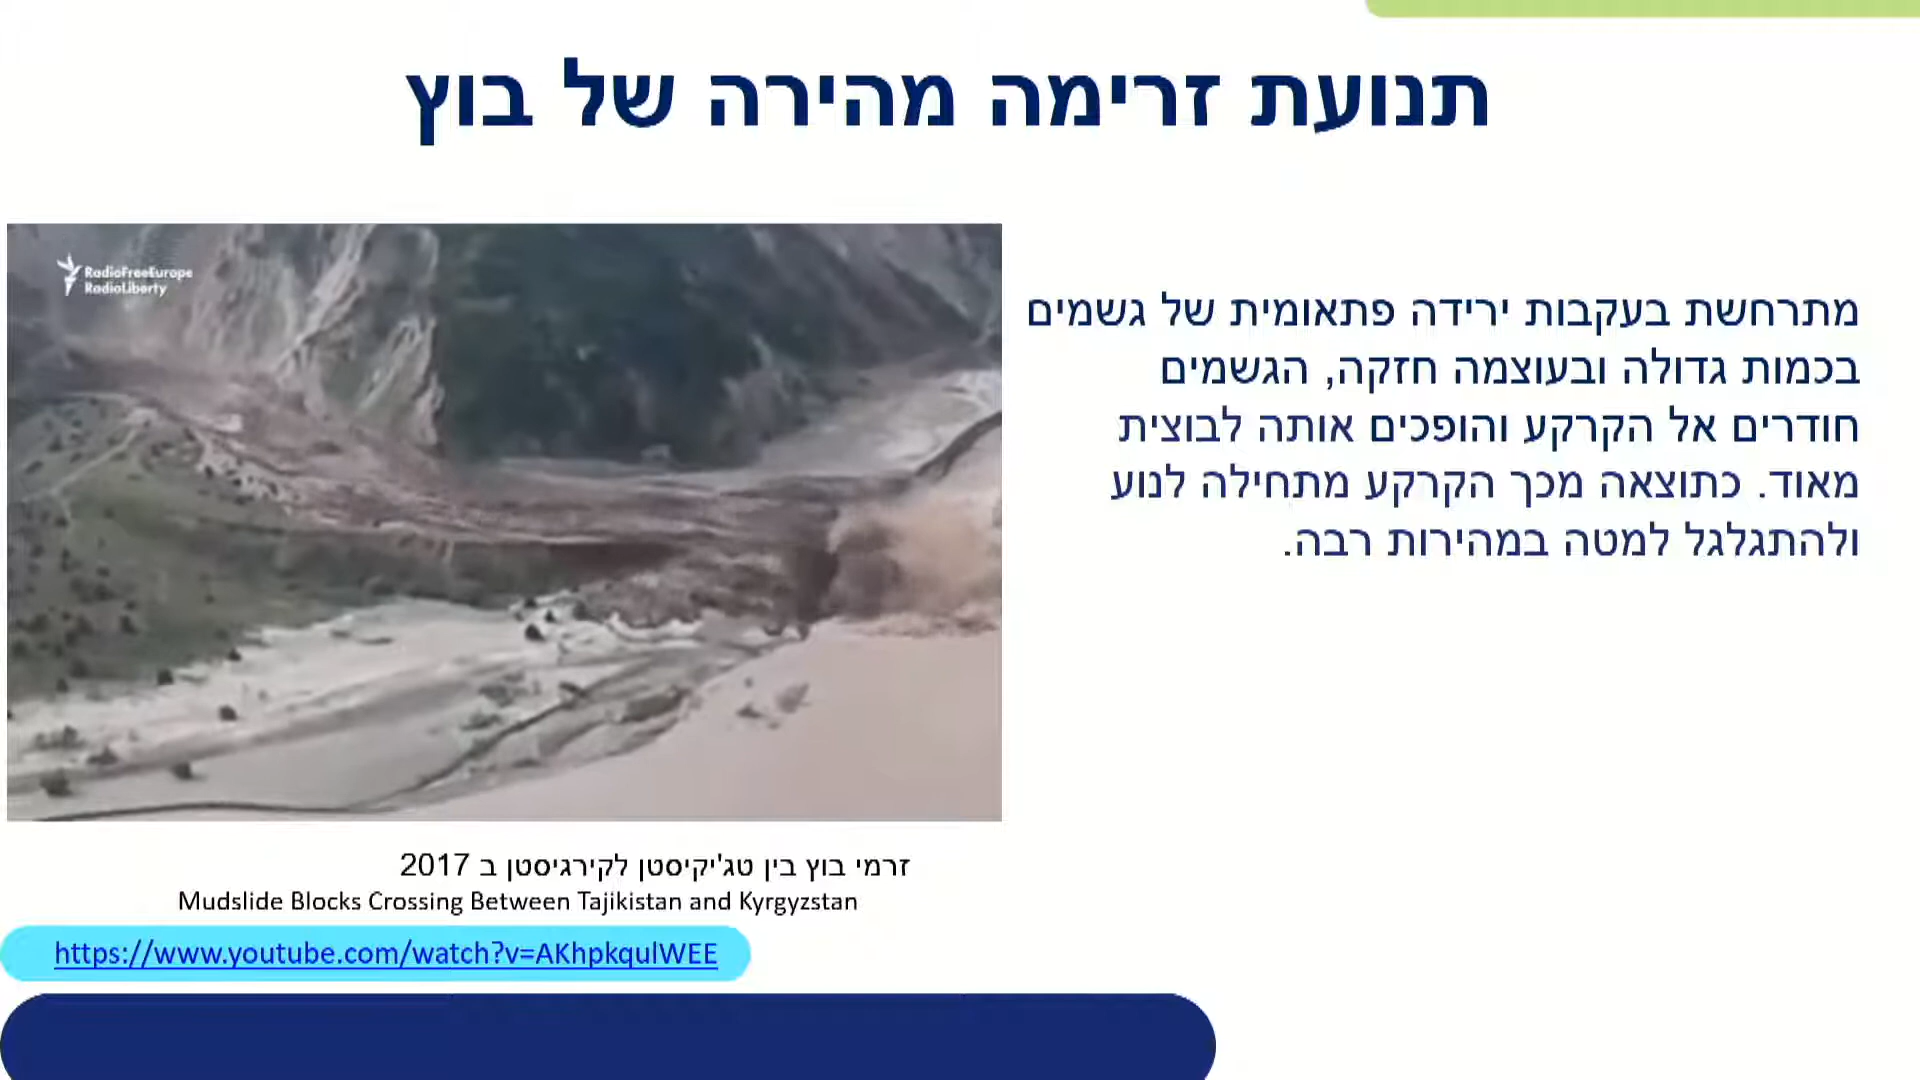 תנועת זרימה מהירה של בוץ
RadioFreeEurope
RadioLiberty
מתרחשת בעקבות ירידה פתאומית של גשמים
בכמות גדולה ובעוצמה חזקה, הגשמים
חודרים אל הקרקע והופכים אותה לבוצית
מאוד. כתוצאה מכך הקרקע מתחילה לנוע
ולהתגלגל למטה במהירות רבה.
זרמי בוץ בין טג'יקיסטן לקירגיסטן ב 2017
Mudslide Blocks Crossing Between Tajikistan and Kyrgyzstan
https://www.youtube.com/watch?v=AKhpkqulWEE